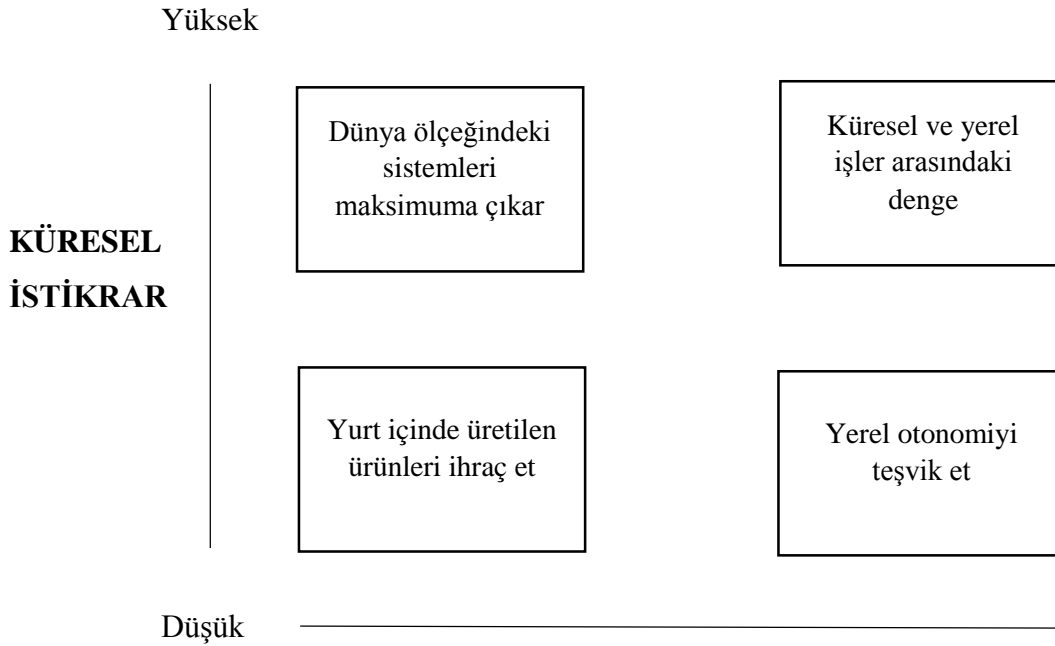 Yüksek
Dünya ölçeğindeki
sistemleri
maksimuma çıkar
Küresel ve yerel
işler arasındaki
denge
KÜRESEL
İSTİKRAR
Yurt içinde üretilen
ürünleri ihraç et
Yerel otonomiyi
teşvik et
Düşük